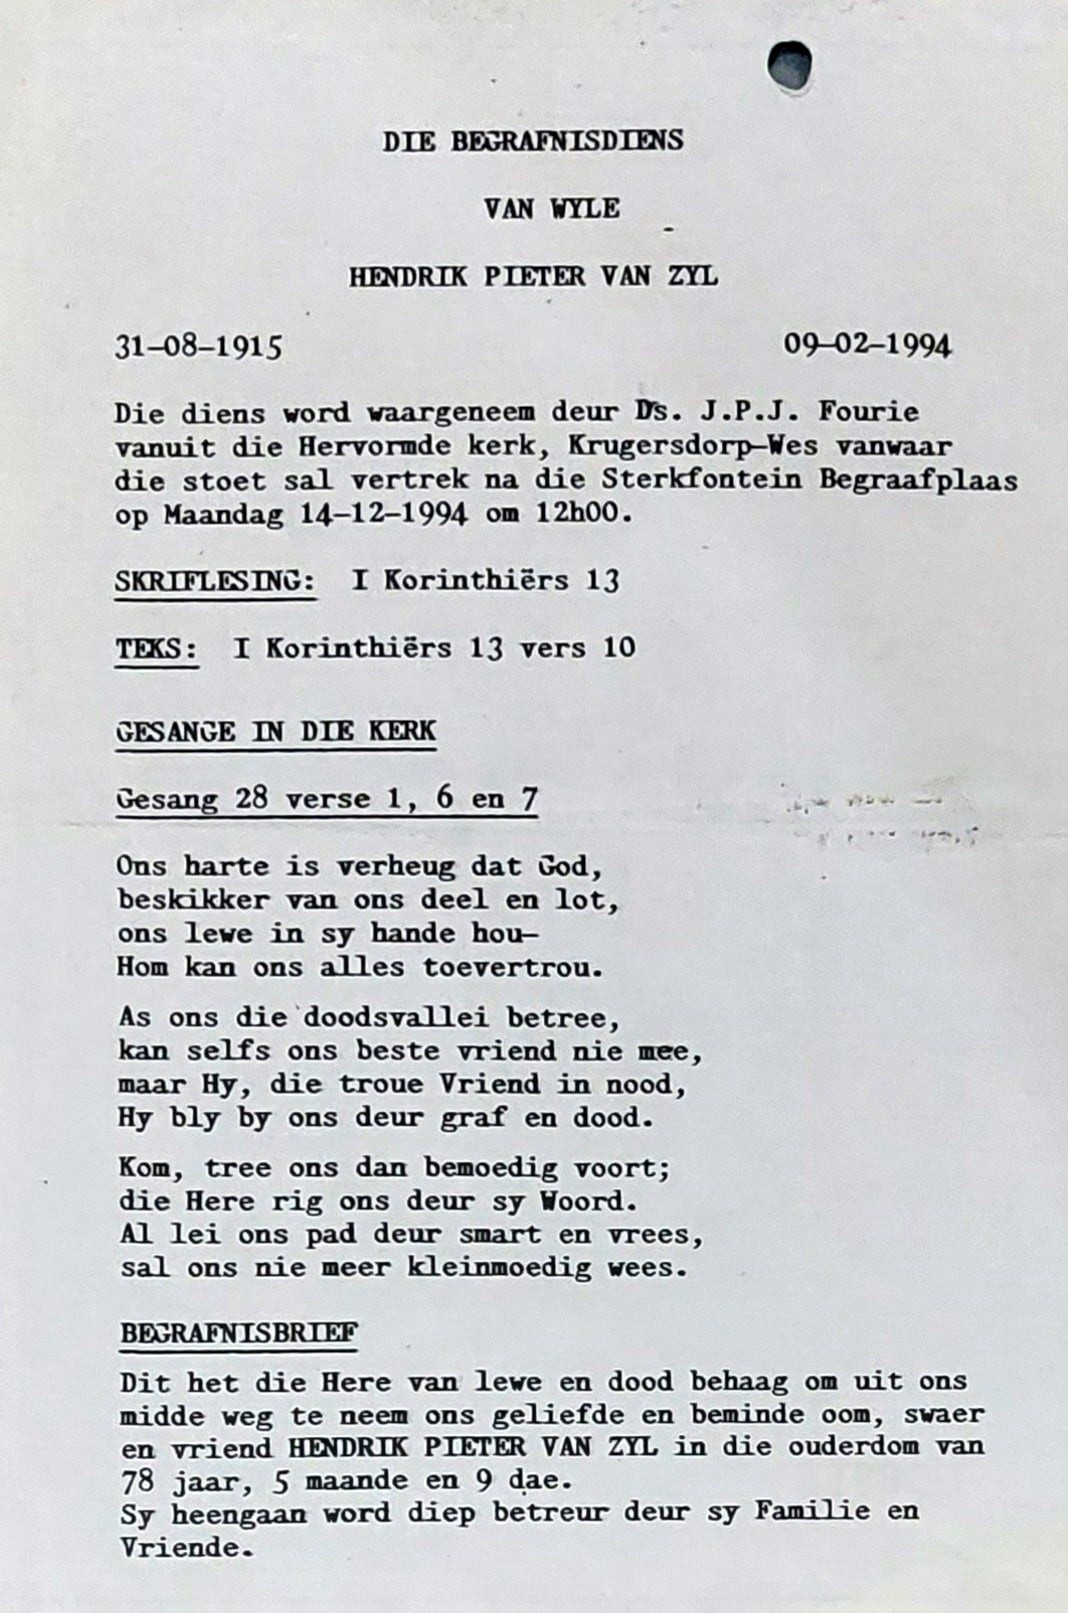 DIE BEGRAFNISDIENS
VAN WYLE
HENDRIK PIETER VAN ZYL
31-08-1915 09-02-1994
Die diens word waargeneem deur Ds. J.P.J. Fourie
vanuit die Hervormde kerk, Krugersdorp-Wes vanwaar
die stoet sal vertrek na die Sterkfontein Begraafplaas
op Maandag 14-12-1994 om 12h00.
SKRIFLESING: I Korinthiërs 13
TEKS: I Korinthiërs 13 vers 10
GESANGE IN DIE KERK
Gesang 28 verse 1, 6 en 7
Ons harte is verheug dat God,
beskikker van ons deel en lot,
ons lewe in sy hande hou-
Hom kan ons alles toevertrou.
As ons die doodsvallei betree,
kan selfs ons beste vriend nie mee,
maar Hy, die troue Vriend in nood,
Hy bly by ons deur graf en dood.
Kom, tree ons dan bemoedig voort;
die Here rig ons deur sy Woord.
Al lei ons pad deur smart en vrees,
sal ons nie meer kleinmoedig wees.
BEGRAFNISBRIEF
Dit het die Here van lewe en dood behaag om uit ons
midde weg te neem ons geliefde en beminde oom, swaer
en vriend HENDRIK PIETER VAN ZYL in die ouderdom van
78 jaar, 5 maande en 9 dae.
Sy heengaan word diep betreur deur sy Familie en
Vriende.